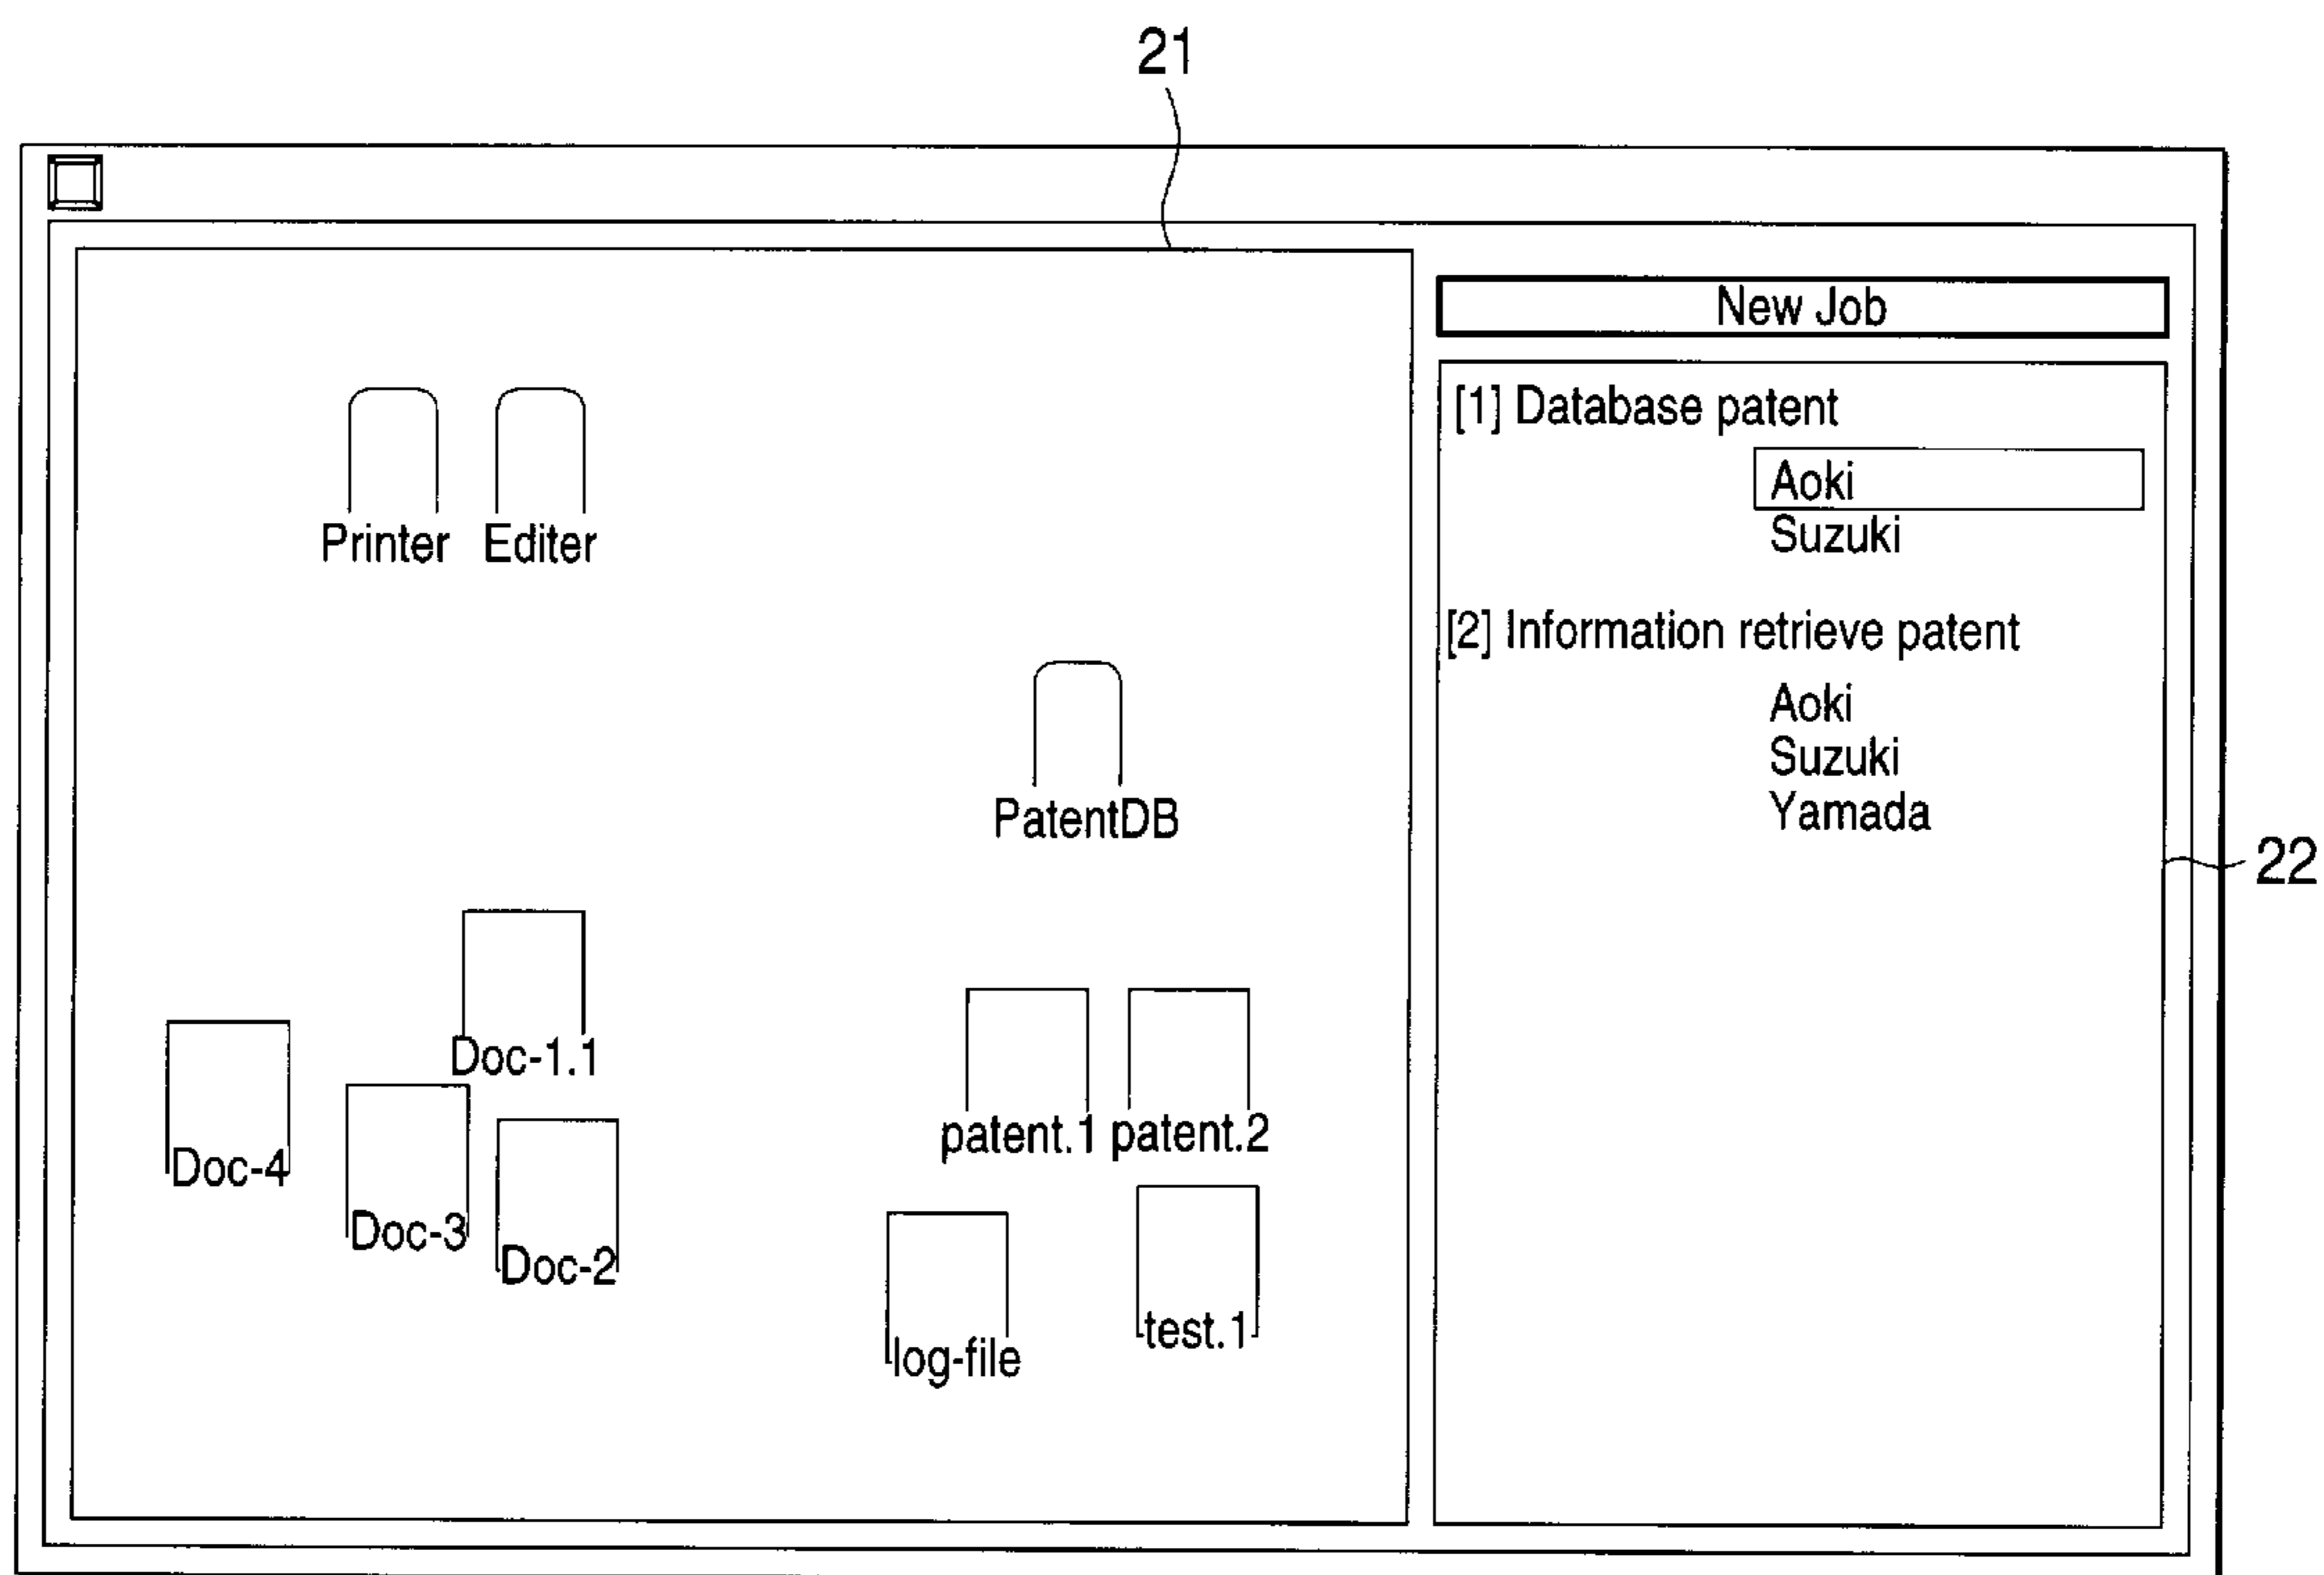 21
New Job
[1] Database patent
Aoki
Suzuki
[2] Information retrieve patent
Aoki
Suzuki
Yamada
22
Printer Editer
PatentDB
Doc-1.1
Doc-4
Doc-3
Doc-2
patent.1 patent.2
log-file
test.1